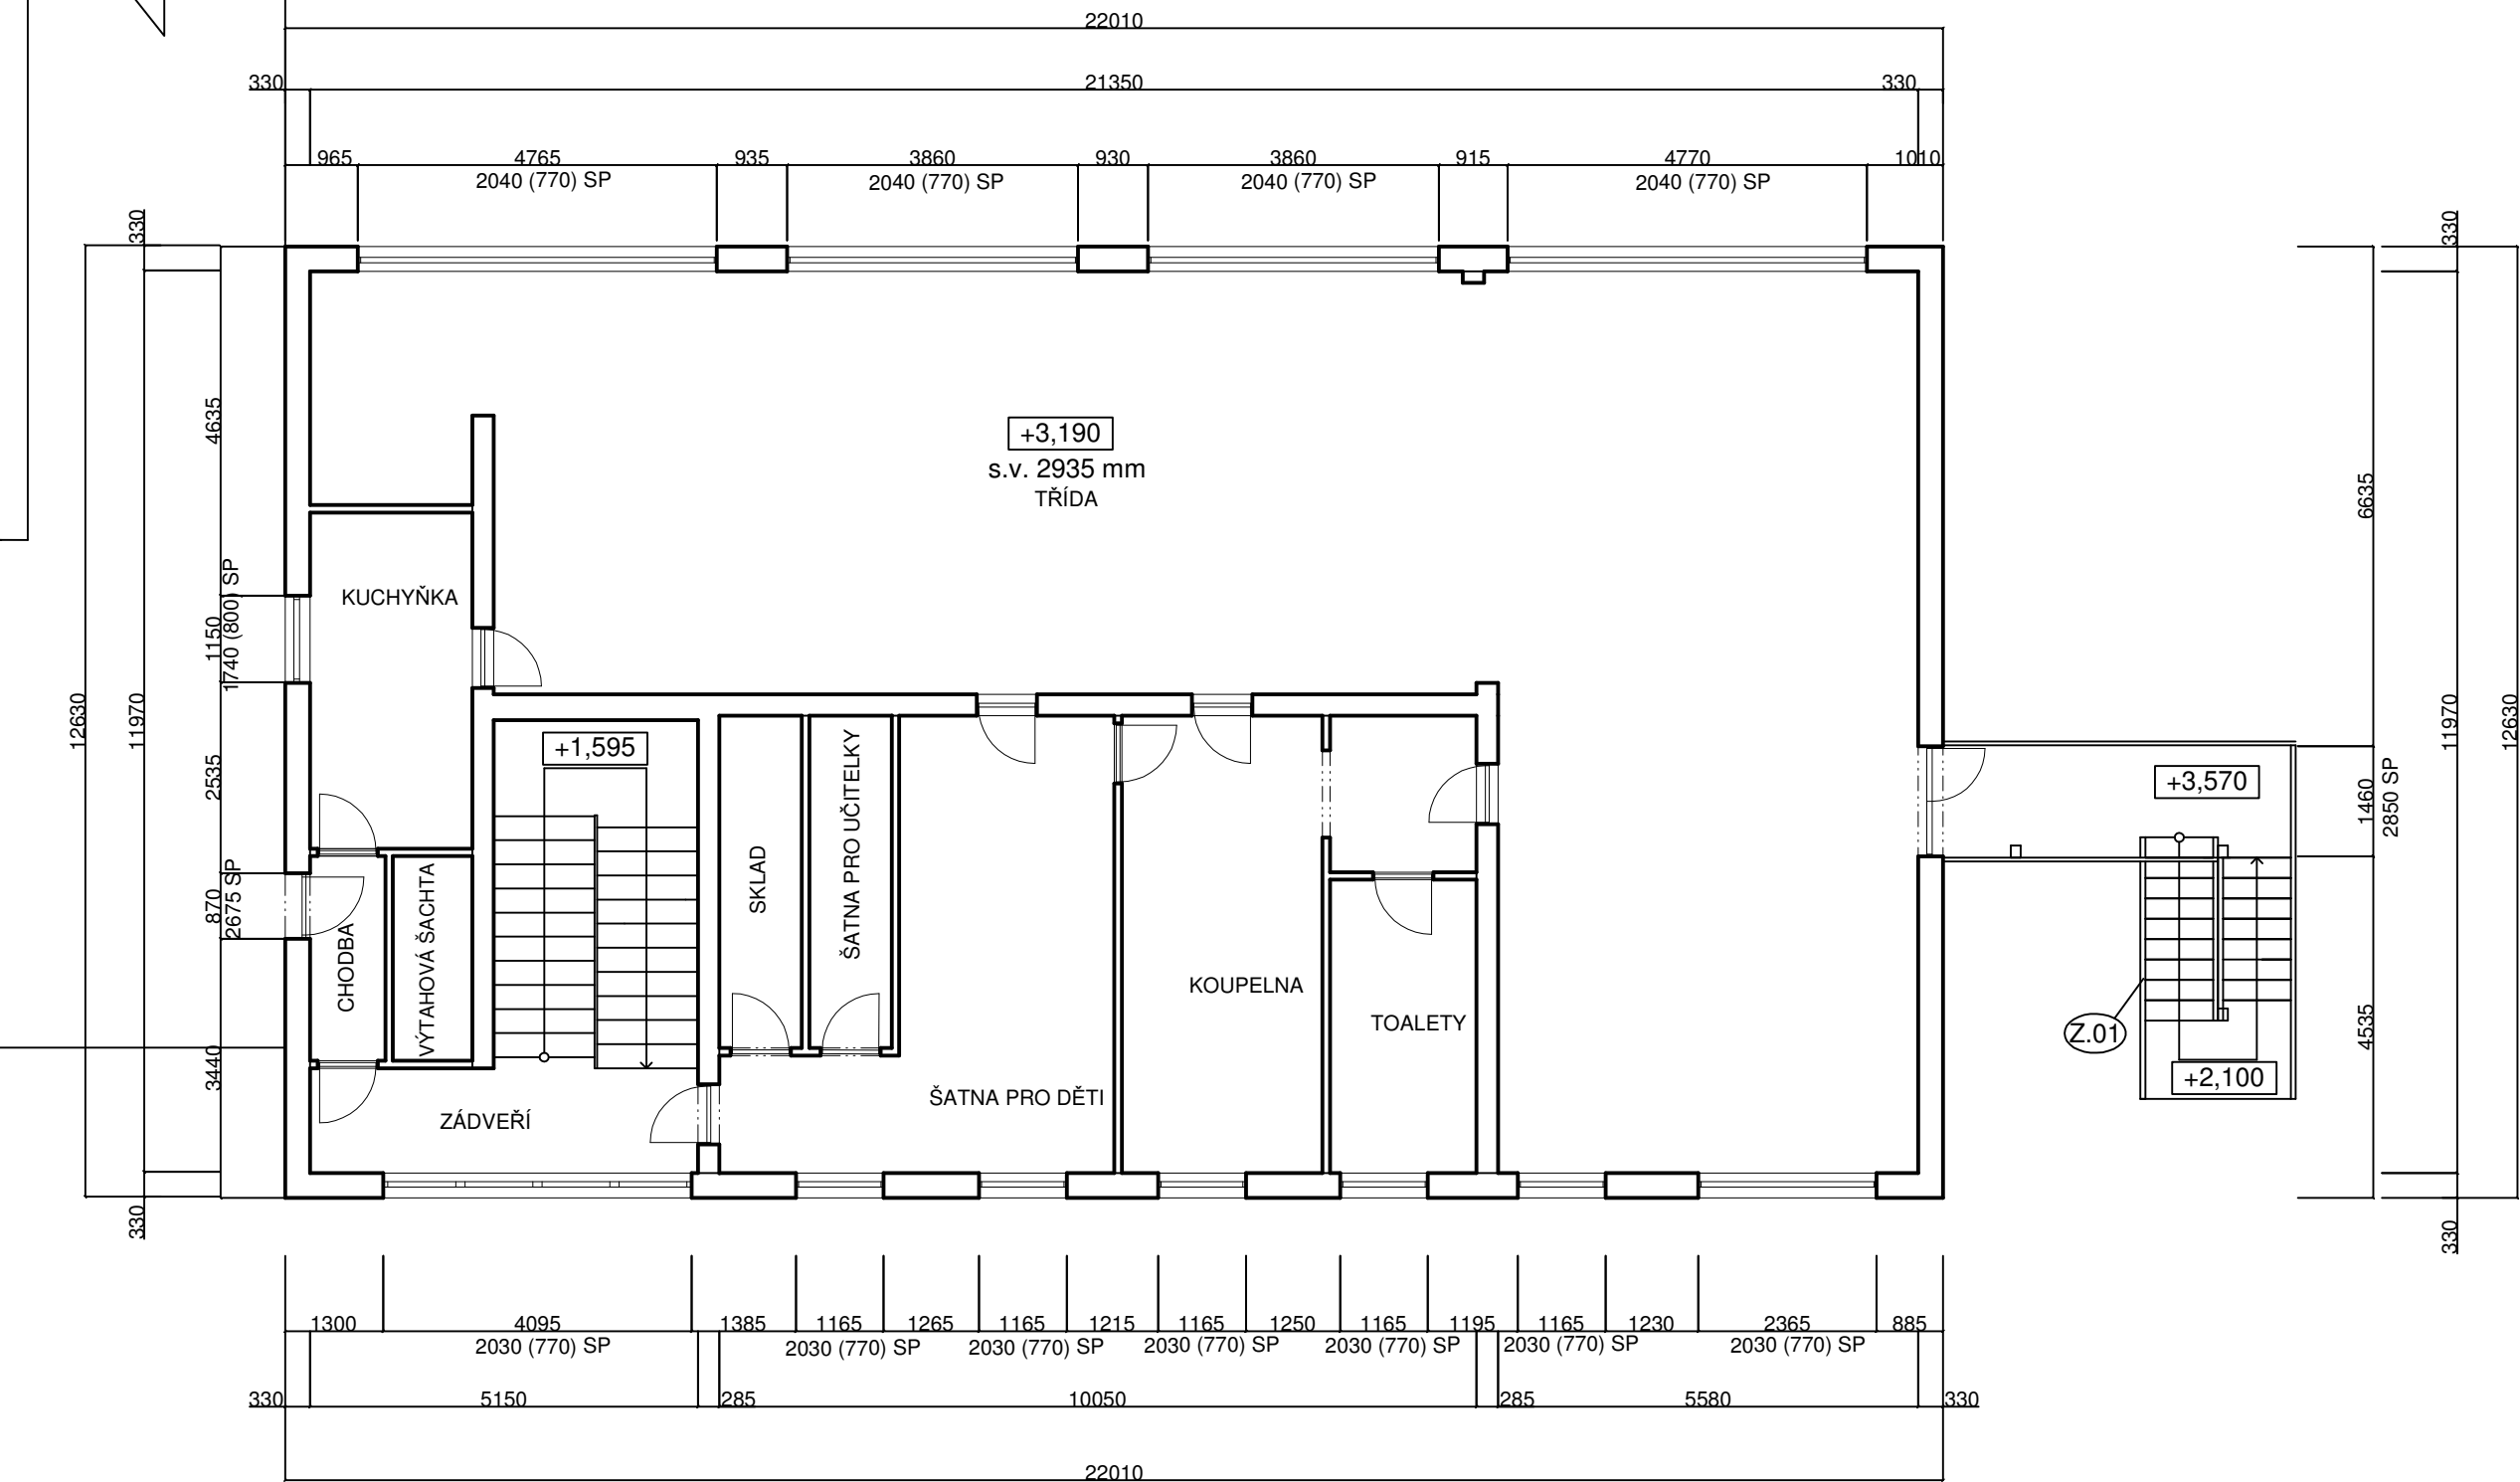 22010
330 21350 330
965 4765 935 3860 930 3860 915 4770 1010
2040 (770) SP 2040 (770) SP 2040 (770) SP 2040 (770) SP
330
4635
1150
1740 (800) SP
2535
870
2675 SP
3440
330
11970
12630
+3,190
s.v. 2935 mm
TŘÍDA
KUCHYŇKA
+1,595
SKLAD
ŠATNA PRO UČITELKY
CHODBA
VÝTAHOVÁ ŠACHTA
KOUPELNA
TOALETY
ŠATNA PRO DĚTI
ZÁDVEŘÍ
+3,570
Z.01
+2,100
330
6635
1460
2850 SP
4535
330
11970
12630
1300 4095 1385 1165 1265 1165 1215 1165 1250 1165 1195 1165 1230 2365 885
2030 (770) SP 2030 (770) SP 2030 (770) SP 2030 (770) SP 2030 (770) SP 2030 (770) SP 2030 (770) SP
330 5150 285 10050 285 5580 330
22010